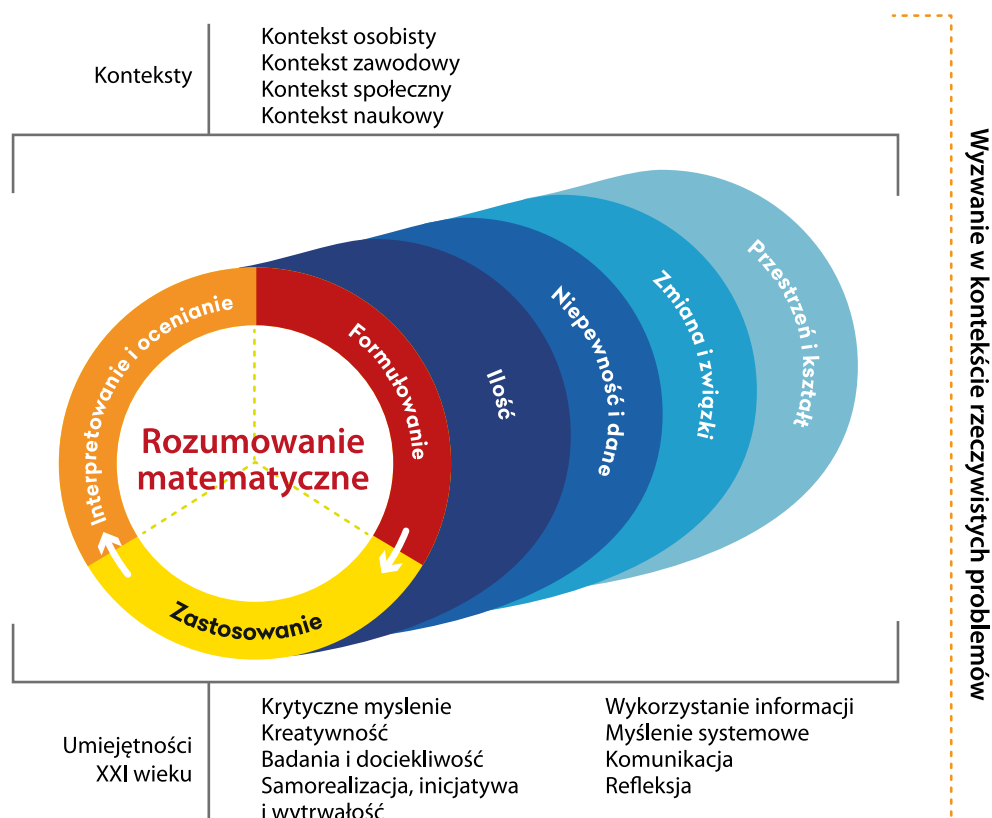 Konteksty
Kontekst osobisty
Kontekst zawodowy
Kontekst społeczny
Kontekst naukowy
Wyzwanie w kontekście rzeczywistych problemów
Interpretowanie i ocenianie
Formułowanie
Zastosowanie
Rozumowanie
matematyczne
Ilość
Niepewność i dane
Zmiana i związki
Przestrzeń i kształt
Umiejętności
XXI wieku
Krytyczne myslenie
Kreatywność
Badania i dociekliwość
Samorealizacja, inicjatywa
i wytrwałość
Wykorzystanie informacji
Myślenie systemowe
Komunikacja
Refleksja